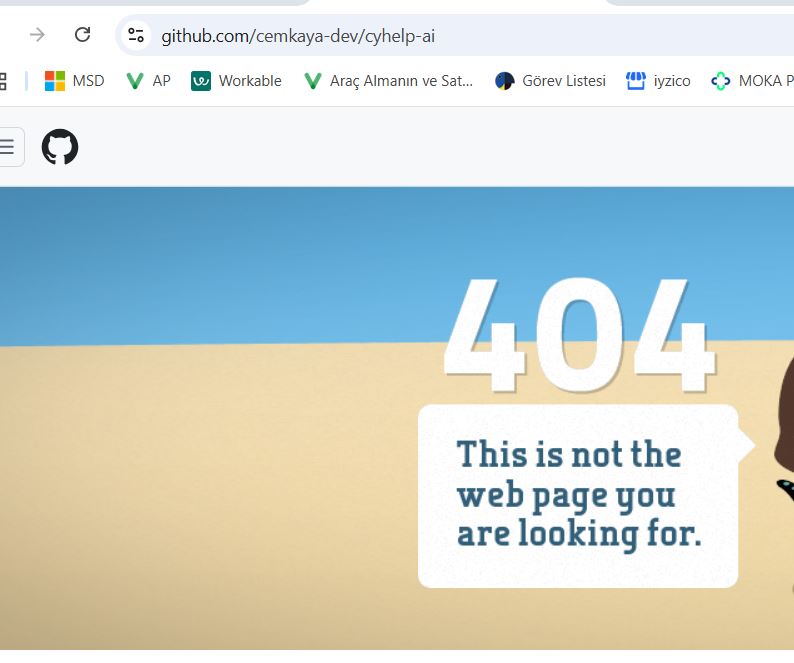 github.com/cemkaya-dev/cyhelp-ai
MSD AP Workable Araç Almanın ve Sat... Görev Listesi iyzico MOKA P
404
This is not the
web page you
are looking for.